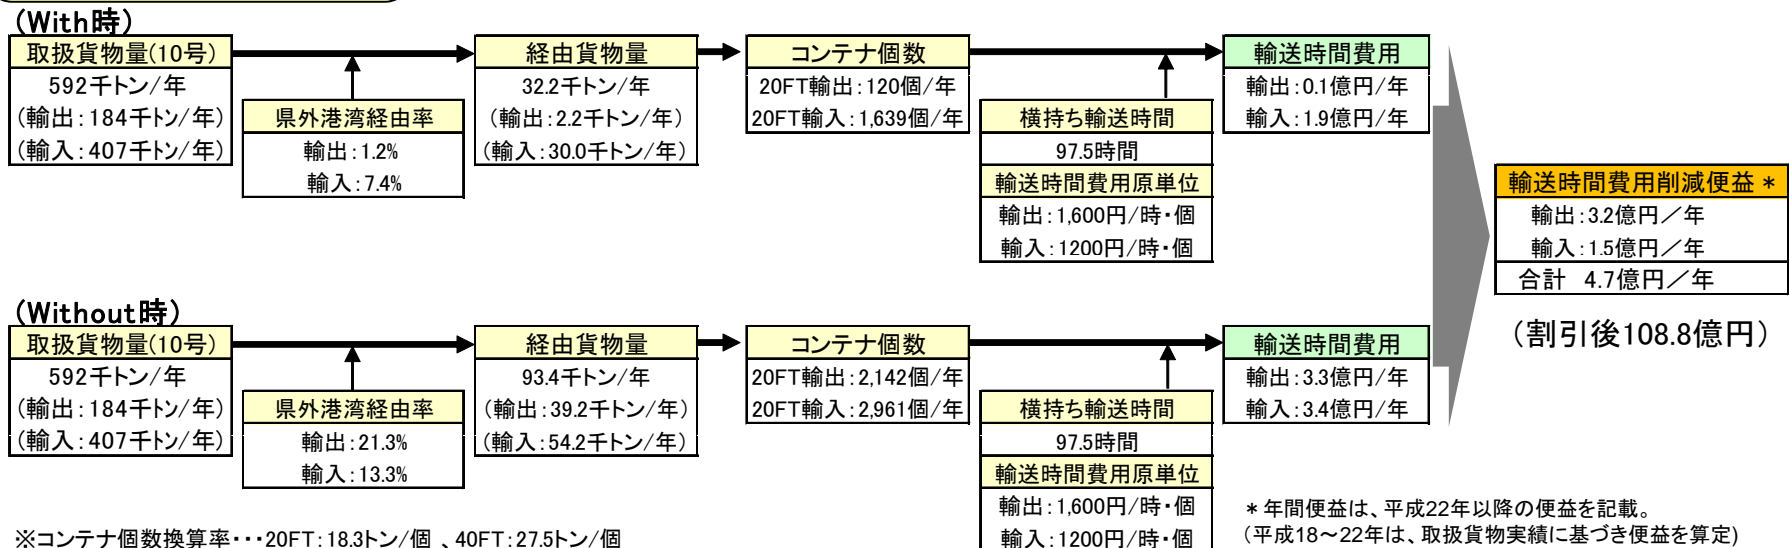 (With時)
取扱貨物量(10号)
592千トン/年
(輸出：184千トン/年)
(輸入：407千トン/年)
県外港湾経由率
輸出：1.2%
輸入：7.4%
経由貨物量
32.2千トン/年
(輸出：2.2千トン/年)
(輸入：30.0千トン/年)
コンテナ個数
20FT輸出：120個/年
20FT輸入：1,639個/年
横持ち輸送時間
97.5時間
輸送時間費用原単位
輸出：1,600円/時・個
輸入：1200円/時・個
輸送時間費用
輸出：0.1億円/年
輸入：1.9億円/年
輸送時間費用削減便益＊
輸出：3.2億円／年
輸入：1.5億円／年
合計 4.7億円／年
(割引後108.8億円)
(Without時)
取扱貨物量(10号)
592千トン/年
(輸出：184千トン/年)
(輸入：407千トン/年)
県外港湾経由率
輸出：21.3%
輸入：13.3%
経由貨物量
93.4千トン/年
(輸出：39.2千トン/年)
(輸入：54.2千トン/年)
コンテナ個数
20FT輸出：2,142個/年
20FT輸入：2,961個/年
横持ち輸送時間
97.5時間
輸送時間費用原単位
輸出：1,600円/時・個
輸入：1200円/時・個
輸送時間費用
輸出：3.3億円/年
輸入：3.4億円/年
＊年間便益は、平成22年以降の便益を記載。
(平成18～22年は、取扱貨物実績に基づき便益を算定)
※コンテナ個数換算率・・・20FT：18.3トン/個 、40FT：27.5トン/個